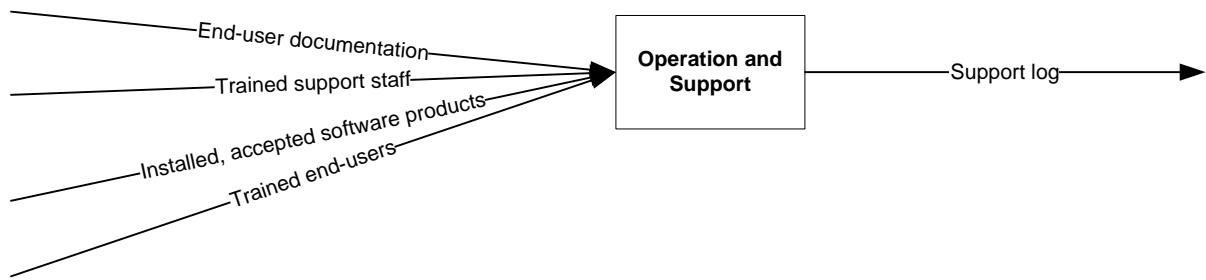 End-user documentation
Trained support staff
Installed, accepted software products
Trained end-users
Operation and
Support
Support log